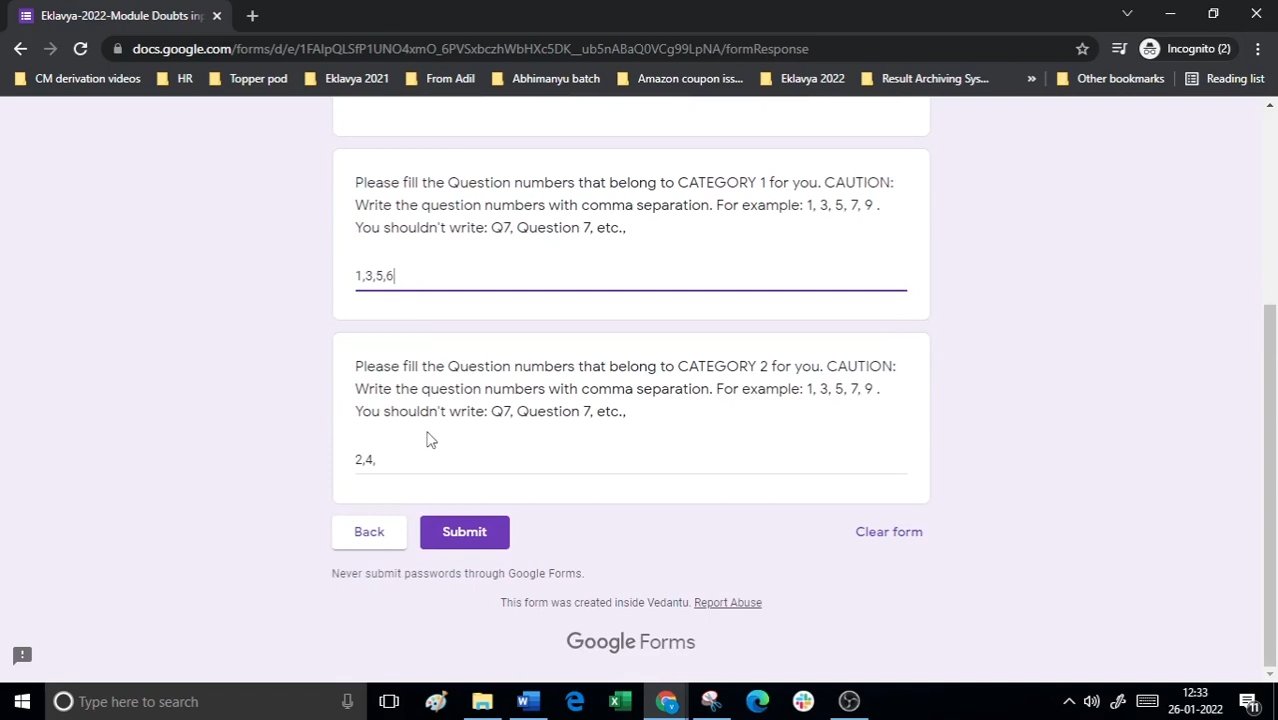 Eklavya-2022-Module Doubts inp
docs.google.com/forms/d/e/1FAIpQLSfP1UNO4xmO_6PVSxbczhWbHXc5DK__ub5nABaQ0VCg99LpNA/formResponse
Incognito (2)
CM derivation videos
HR
Topper pod
Eklavya 2021
From Adil
Abhimanyu batch
Amazon coupon iss...
Eklavya 2022
Result Archiving Sy...
»
Other bookmarks
Reading list
Please fill the Question numbers that belong to CATEGORY 1 for you. CAUTION:
Write the question numbers with comma separation. For example: 1, 3, 5, 7, 9 .
You shouldn't write: Q7, Question 7, etc.,
1,3,5,6
Please fill the Question numbers that belong to CATEGORY 2 for you. CAUTION:
Write the question numbers with comma separation. For example: 1, 3, 5, 7, 9 .
You shouldn't write: Q7, Question 7, etc.,
2,4,
Back
Submit
Clear form
Never submit passwords through Google Forms.
This form was created inside Vedantu. Report Abuse
Google Forms
Type here to search
12:33
26-01-2022
11